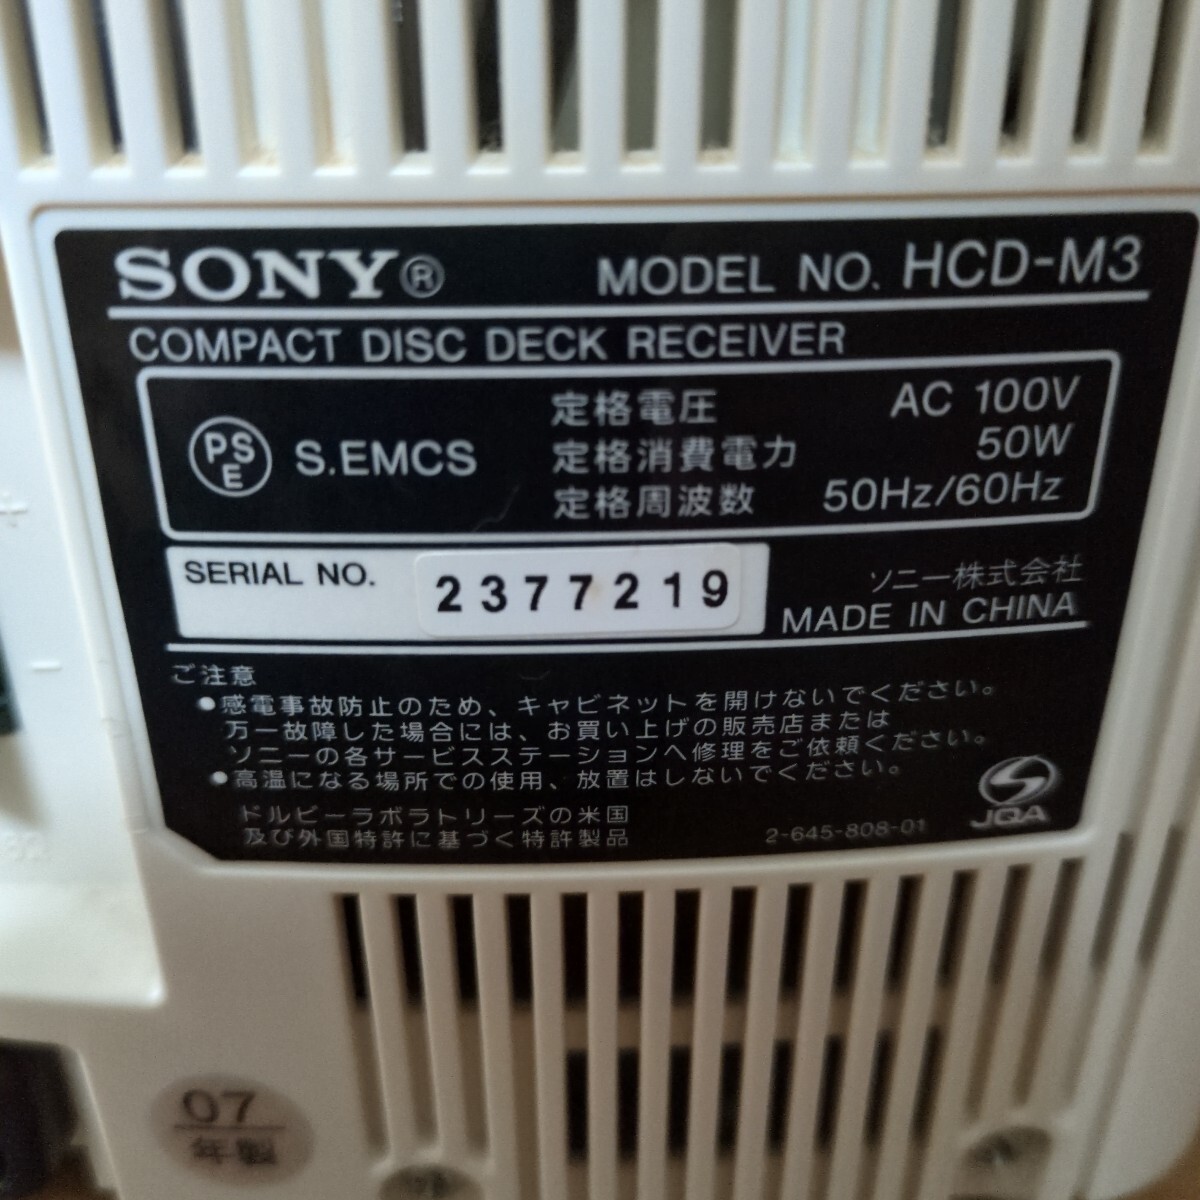 SONY® MODEL NO. HCD-M3
COMPACT DISC DECK RECEIVER
PSE S.EMCS
定格電圧 AC 100V
定格消費電力 50W
定格周波数 50Hz/60Hz
SERIAL NO. 2377219
ソニー株式会社
MADE IN CHINA
ご注意
●感電事故防止のため、キャビネットを開けないでください。
万一故障した場合には、お買い上げの販売店または
ソニーの各サービスステーションへ修理をご依頼ください。
●高温になる場所での使用、放置はしないでください。
ドルビーラボラトリーズの米国
及び外国特許に基づく特許製品
2-645-808-01
JQA
+
−
07
年製